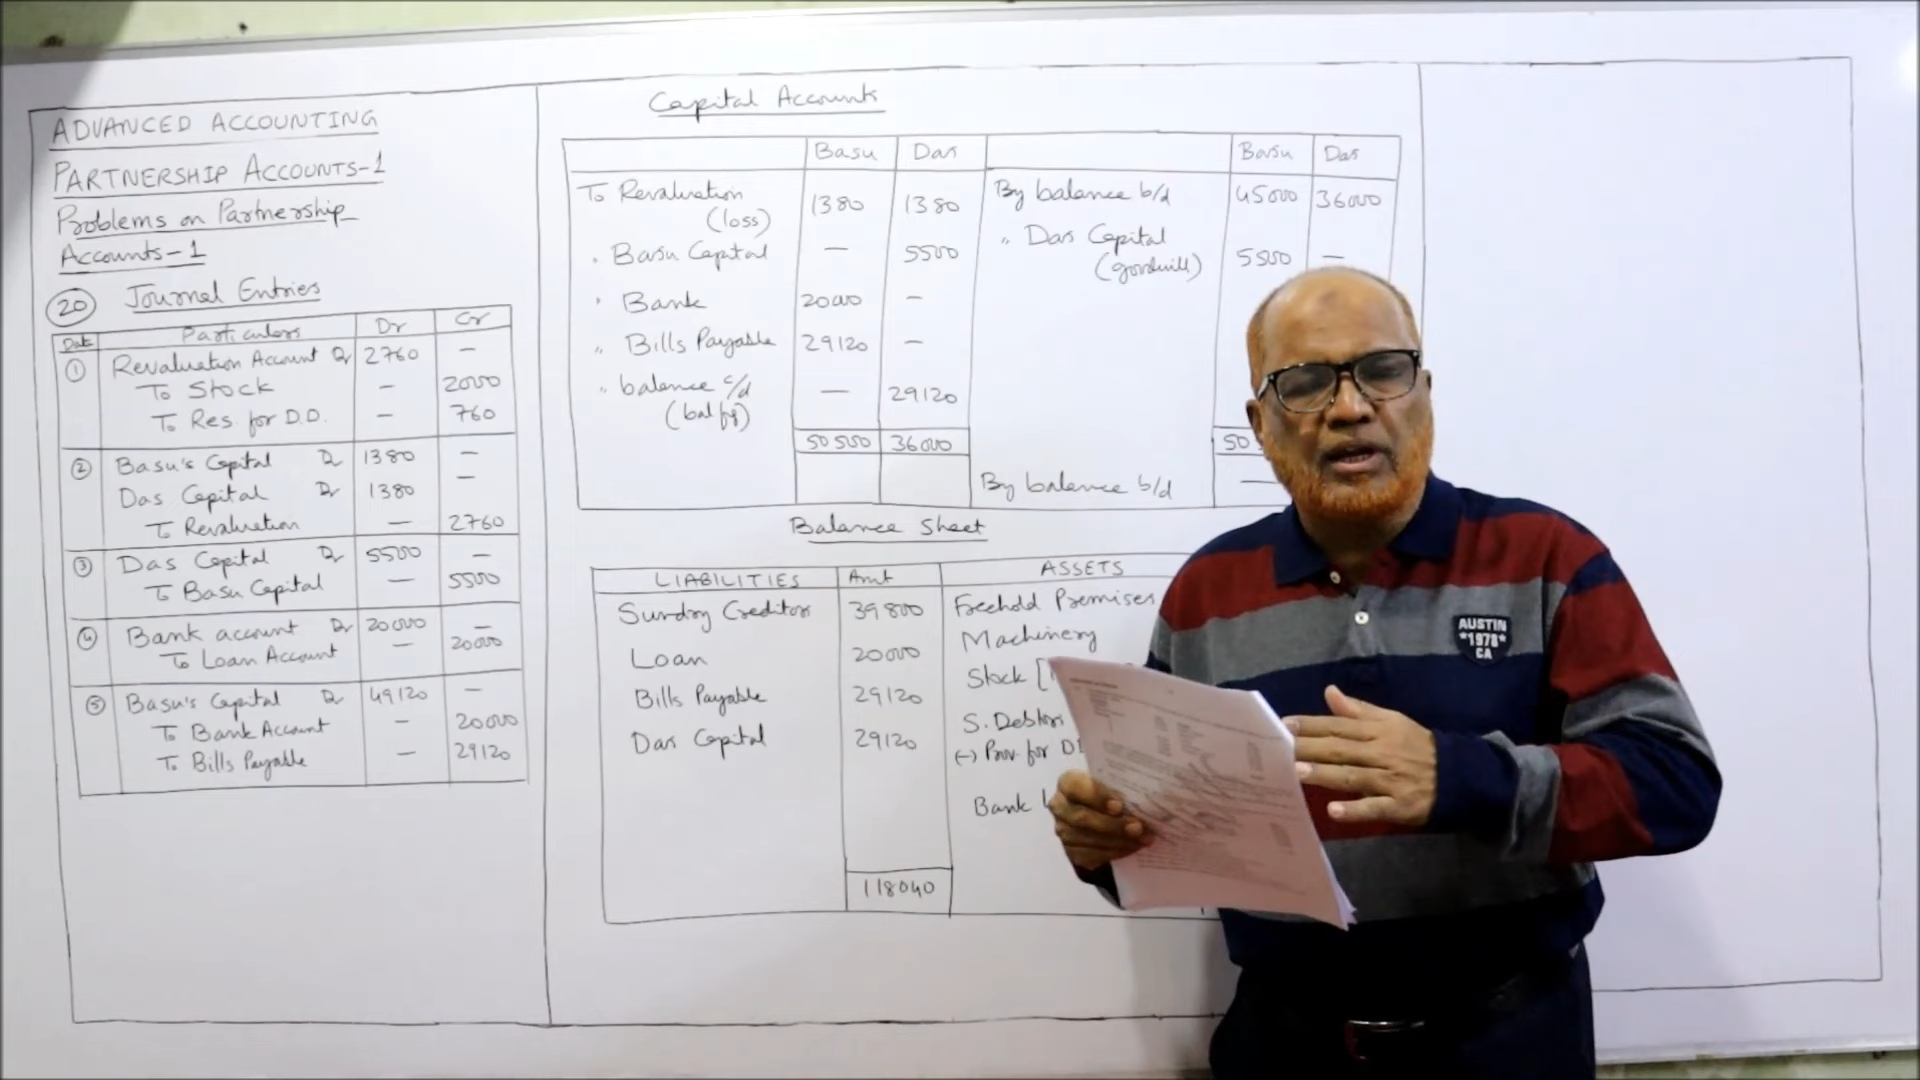 ADVANCED ACCOUNTING
PARTNERSHIP ACCOUNTS-1
Problems on Partnership
Accounts-1
20 Journal Entries
Date Particulars Dr Cr
1 Revaluation Account Dr 2760 —
To Stock — 2000
To Res. for D.D. — 760
2 Basu's Capital Dr 1380 —
Das Capital Dr 1380 —
To Revaluation — 2760
3 Das Capital Dr 5500 —
To Basu Capital — 5500
4 Bank account Dr 20000 —
To Loan Account — 20000
5 Basu's Capital Dr 49120 —
To Bank Account — 20000
To Bills Payable — 29120
Capital Accounts
Basu Das Basu Das
To Revaluation (loss) 1380 1380 By balance b/d 45000 36000
" Basu Capital — 5500 " Das Capital (goodwill) 5500 —
" Bank 20000 —
" Bills Payable 29120 —
" balance c/d (bal fg) — 29120
50500 36000 50
By balance b/d —
Balance Sheet
LIABILITIES Amt ASSETS
Sundry Creditors 39800 Freehold Premises
Loan 20000 Machinery
Bills Payable 29120 Stock [
Das Capital 29120 S. Debtors
(-) Prov. for D
Bank
118040
AUSTIN
*1978*
CA